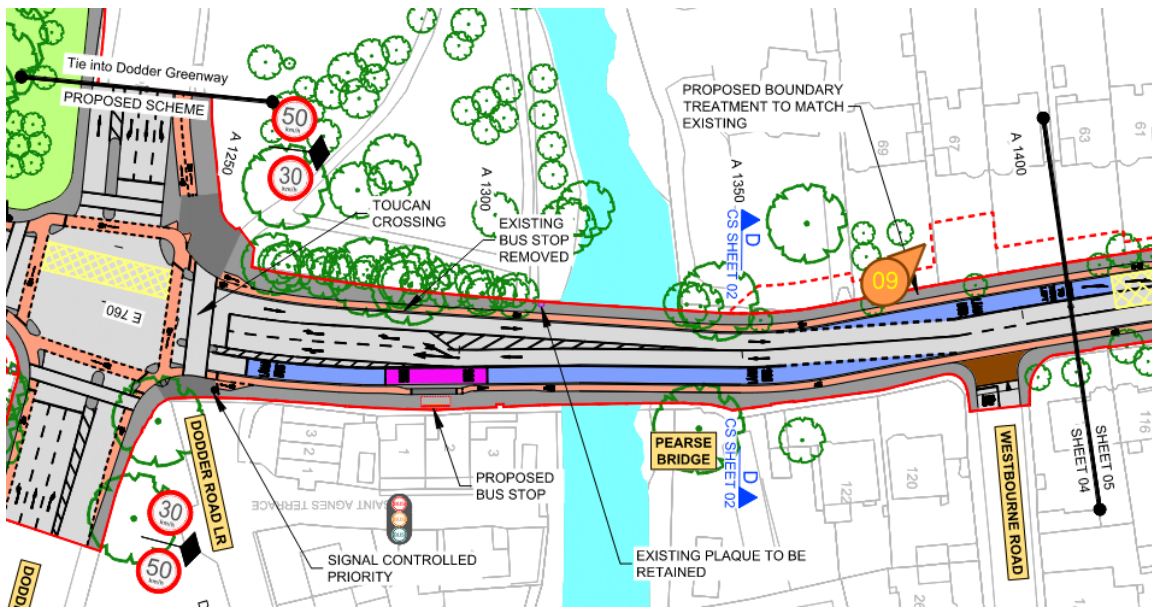 Tie into Dodder Greenway
PROPOSED SCHEME
50
km/h
30
km/h
A 1250
TOUCAN
CROSSING
A 1300
EXISTING
BUS STOP
REMOVED
A 1350
CS SHEET 02
D
PROPOSED BOUNDARY
TREATMENT TO MATCH
EXISTING
69
67
A 1400
63
61
09
E 760
DODDER ROAD LR
3
2
1
1
2
3
SAINT AGNES TERRACE
PROPOSED
BUS STOP
SIGNAL CONTROLLED
PRIORITY
30
km/h
50
km/h
PEARSE
BRIDGE
CS SHEET 02
D
EXISTING PLAQUE TO BE
RETAINED
122
120
WESTBOURNE ROAD
SHEET 05
SHEET 04
116